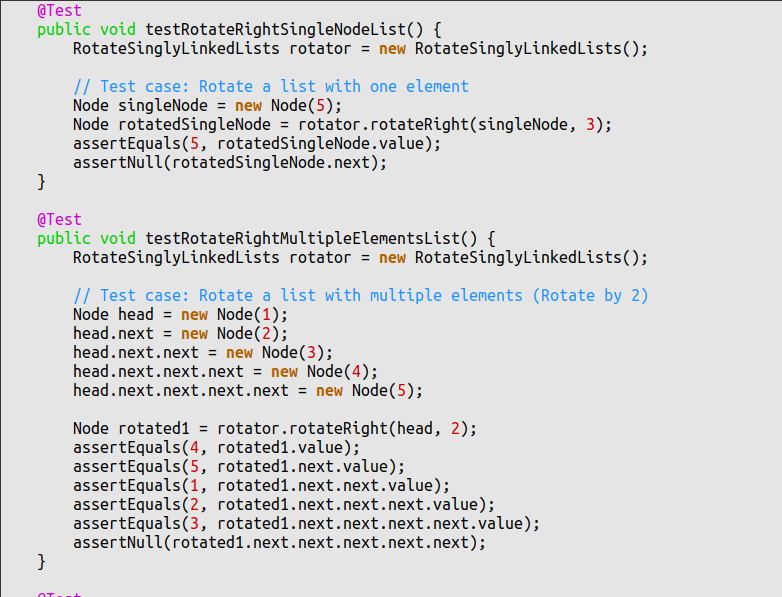 @Test
public void testRotateRightSingleNodeList() {
RotateSinglyLinkedLists rotator = new RotateSinglyLinkedLists();
// Test case: Rotate a list with one element
Node singleNode = new Node(5);
Node rotatedSingleNode = rotator.rotateRight(singleNode, 3);
assertEquals(5, rotatedSingleNode.value);
assertNull(rotatedSingleNode.next);
}
@Test
public void testRotateRightMultipleElementsList() {
RotateSinglyLinkedLists rotator = new RotateSinglyLinkedLists();
// Test case: Rotate a list with multiple elements (Rotate by 2)
Node head = new Node(1);
head.next = new Node(2);
head.next.next = new Node(3);
head.next.next.next = new Node(4);
head.next.next.next.next = new Node(5);
Node rotated1 = rotator.rotateRight(head, 2);
assertEquals(4, rotated1.value);
assertEquals(5, rotated1.next.value);
assertEquals(1, rotated1.next.next.value);
assertEquals(2, rotated1.next.next.next.value);
assertEquals(3, rotated1.next.next.next.next.value);
assertNull(rotated1.next.next.next.next.next);
}
@Test